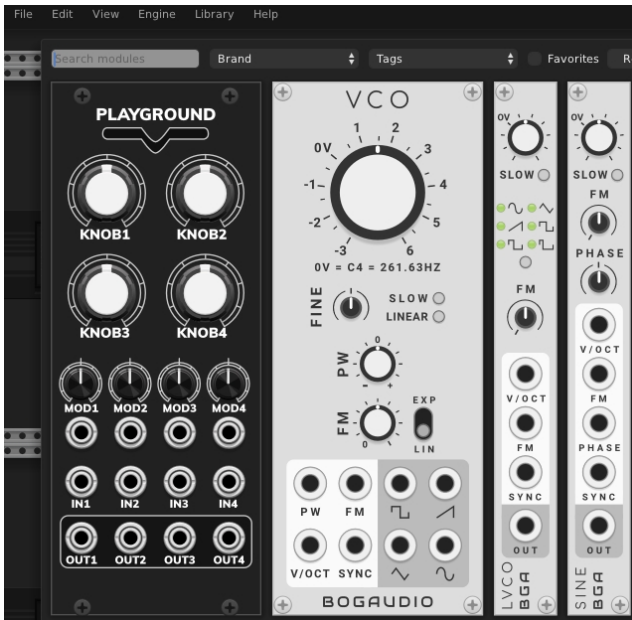 File Edit View Engine Library Help
Search modules Brand Tags Favorites R
PLAYGROUND
KNOB1 KNOB2
KNOB3 KNOB4
MOD1 MOD2 MOD3 MOD4
IN1 IN2 IN3 IN4
OUT1 OUT2 OUT3 OUT4
VCO
1 2
0V 3
-1 4
-2 5
-3 6
0V = C4 = 261.63HZ
FINE
SLOW
LINEAR
PW
0
- +
FM
0
EXP
LIN
PW FM
V/OCT SYNC
BOGAUDIO
0V
SLOW
FM
V/OCT
FM
SYNC
OUT
LVCO
BGA
0V
SLOW
FM
PHASE
V/OCT
FM
PHASE
SYNC
OUT
SINE
BGA